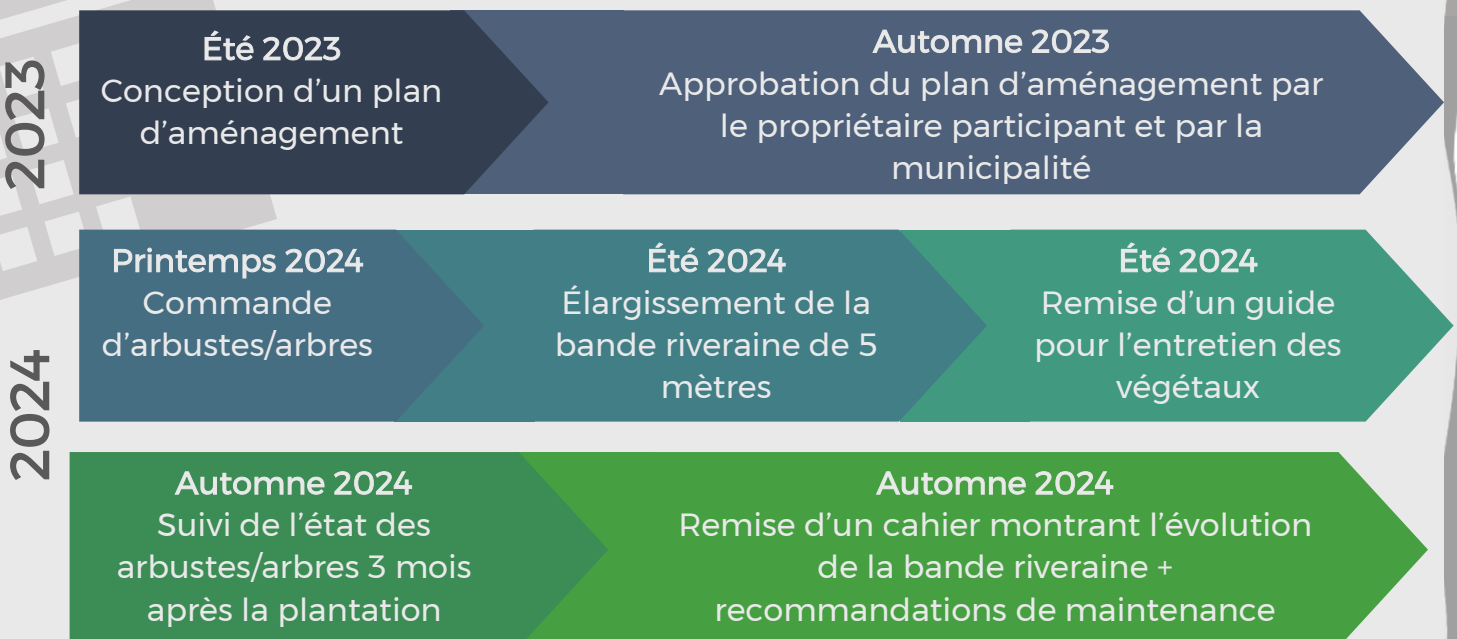 2023
Été 2023
Conception d'un plan
d'aménagement
Automne 2023
Approbation du plan d'aménagement par
le propriétaire participant et par la
municipalité
2024
Printemps 2024
Commande
d'arbustes/arbres
Été 2024
Élargissement de la
bande riveraine de 5
mètres
Été 2024
Remise d'un guide
pour l'entretien des
végétaux
Automne 2024
Suivi de l'état des
arbustes/arbres 3 mois
après la plantation
Automne 2024
Remise d'un cahier montrant l'évolution
de la bande riveraine +
recommandations de maintenance